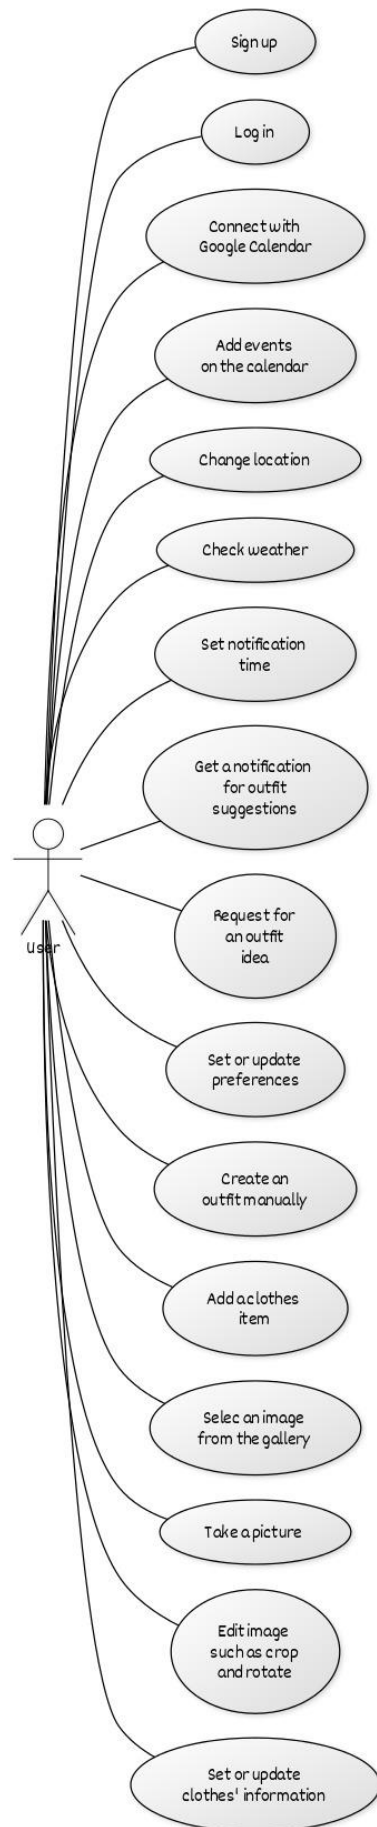 Sign up
Log in
Connect with
Google Calendar
Add events
on the calendar
Change location
Check weather
Set notification
time
Get a notification
for outfit
suggestions
User
Request for
an outfit
idea
Set or update
preferences
Create an
outfit manually
Add a clothes
item
Selec an image
from the gallery
Take a picture
Edit image
such as crop
and rotate
Set or update
clothes' information